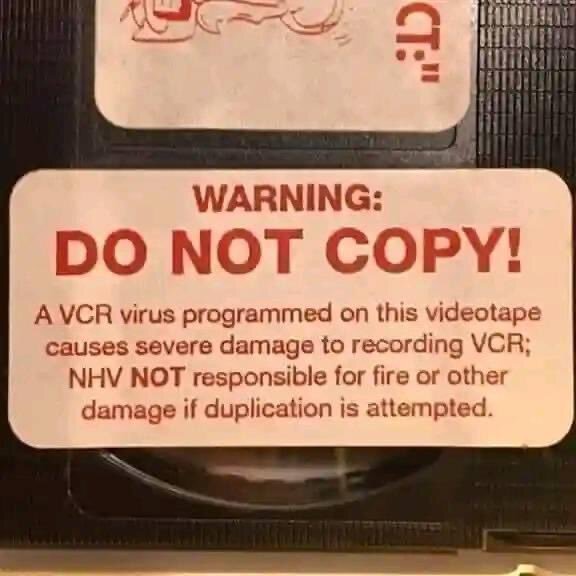 CT:"
WARNING:
DO NOT COPY!
A VCR virus programmed on this videotape
causes severe damage to recording VCR;
NHV NOT responsible for fire or other
damage if duplication is attempted.